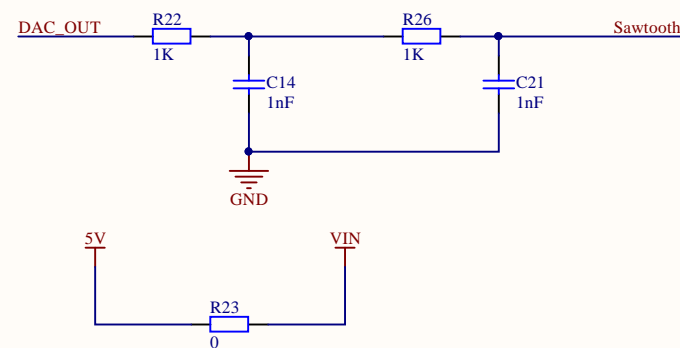 DAC_OUT
R22
1K
R26
1K
Sawtooth
C14
1nF
C21
1nF
GND
5V
VIN
R23
0